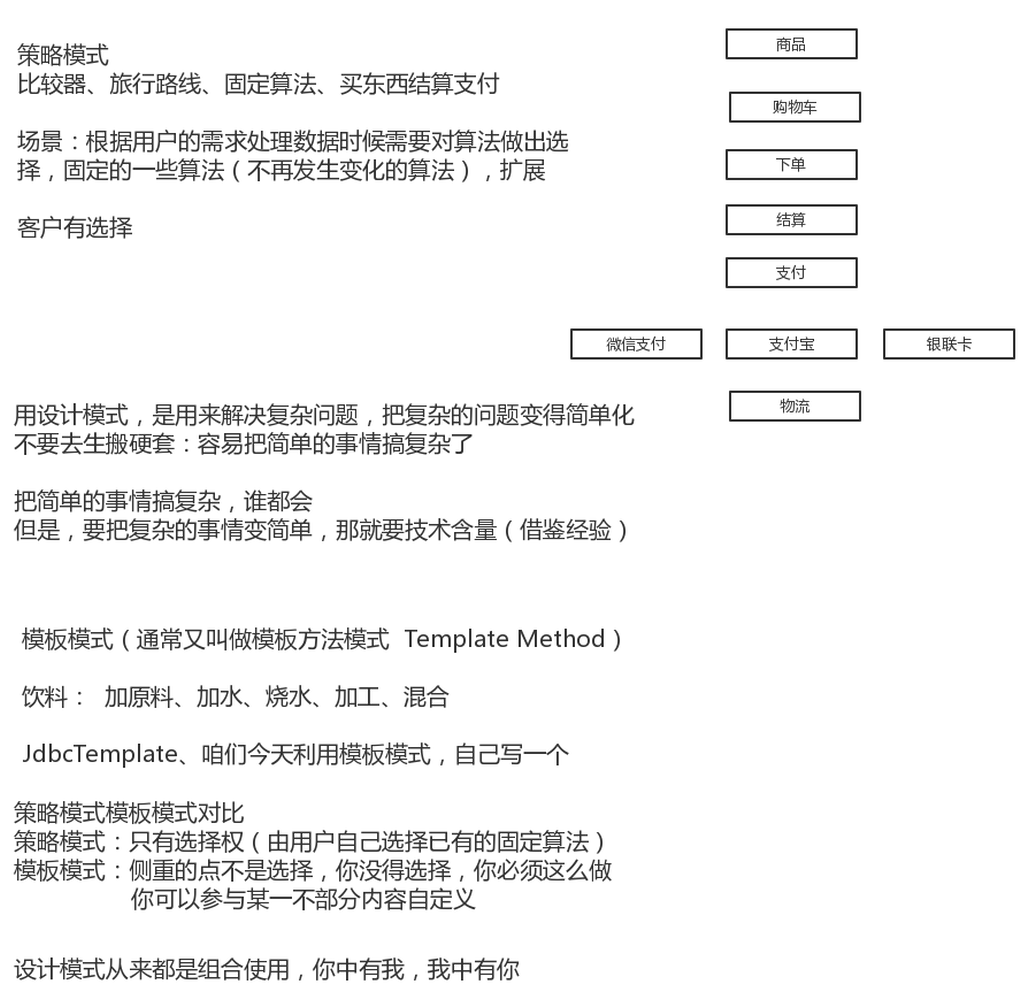 策略模式
比较器、旅行路线、固定算法、买东西结算支付
场景：根据用户的需求处理数据时候需要对算法做出选
择，固定的一些算法（不再发生变化的算法），扩展
客户有选择
商品
购物车
下单
结算
支付
微信支付 支付宝 银联卡
物流
用设计模式，是用来解决复杂问题，把复杂的问题变得简单化
不要去生搬硬套：容易把简单的事情搞复杂了
把简单的事情搞复杂，谁都会
但是，要把复杂的事情变简单，那就要技术含量（借鉴经验）
模板模式（通常又叫做模板方法模式 Template Method）
饮料： 加原料、加水、烧水、加工、混合
JdbcTemplate、咱们今天利用模板模式，自己写一个
策略模式模板模式对比
策略模式：只有选择权（由用户自己选择已有的固定算法）
模板模式：侧重的点不是选择，你没得选择，你必须这么做
你可以参与某一不部分内容自定义
设计模式从来都是组合使用，你中有我，我中有你